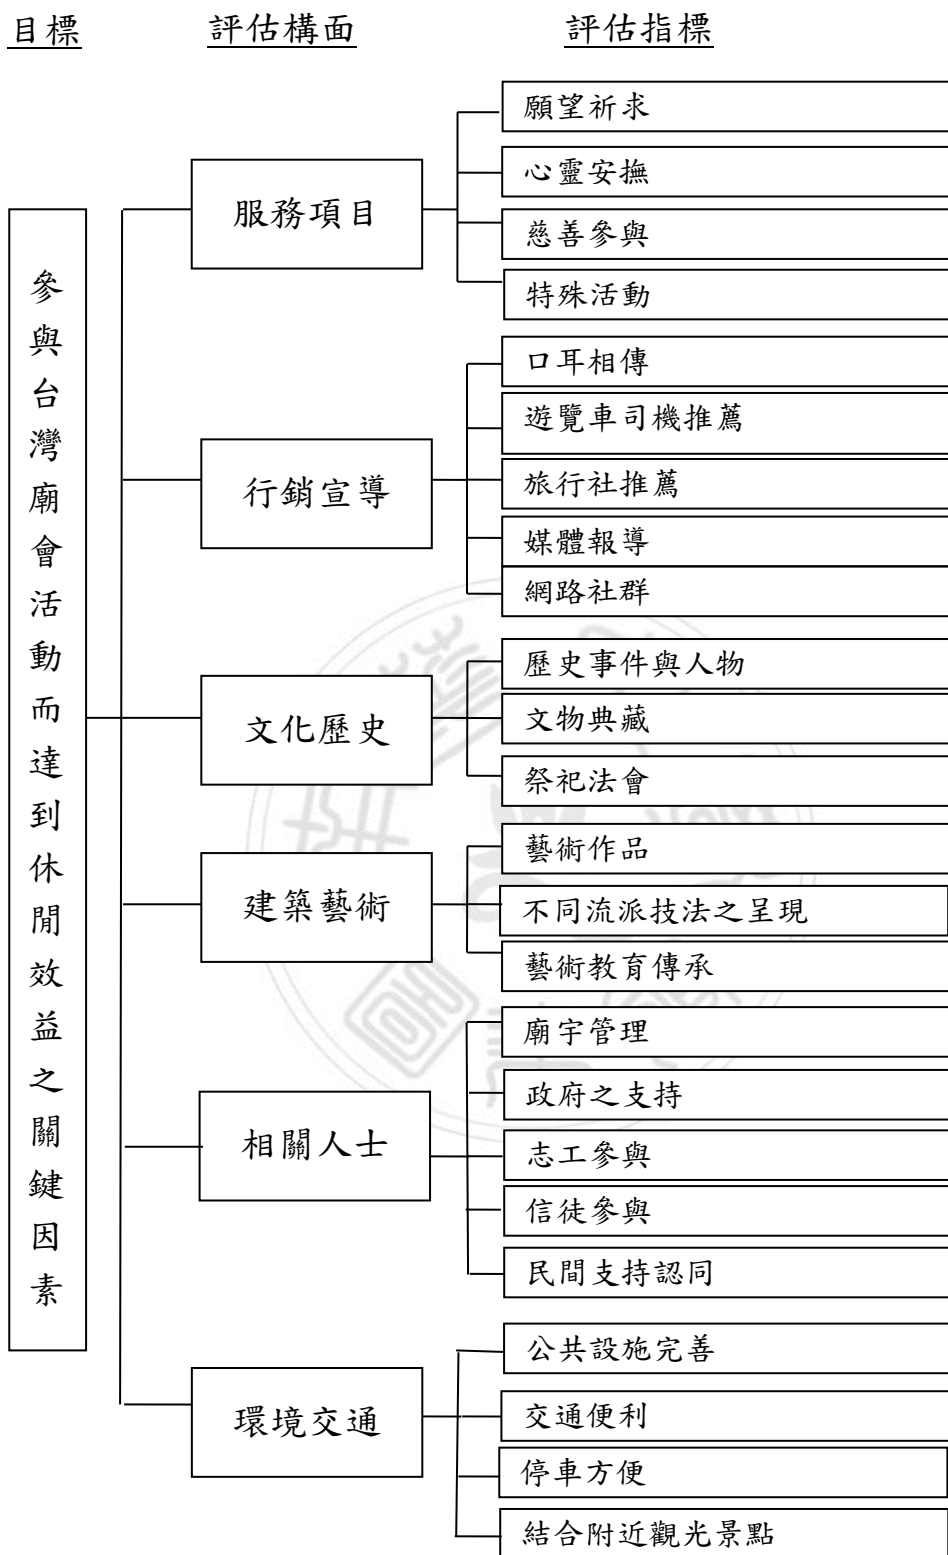 目標 評估構面 評估指標
參與台灣廟會活動而達到休閒效益之關鍵因素
服務項目
願望祈求
心靈安撫
慈善參與
特殊活動
行銷宣導
口耳相傳
遊覽車司機推薦
旅行社推薦
媒體報導
網路社群
文化歷史
歷史事件與人物
文物典藏
祭祀法會
建築藝術
藝術作品
不同流派技法之呈現
藝術教育傳承
相關人士
廟宇管理
政府之支持
志工參與
信徒參與
民間支持認同
環境交通
公共設施完善
交通便利
停車方便
結合附近觀光景點